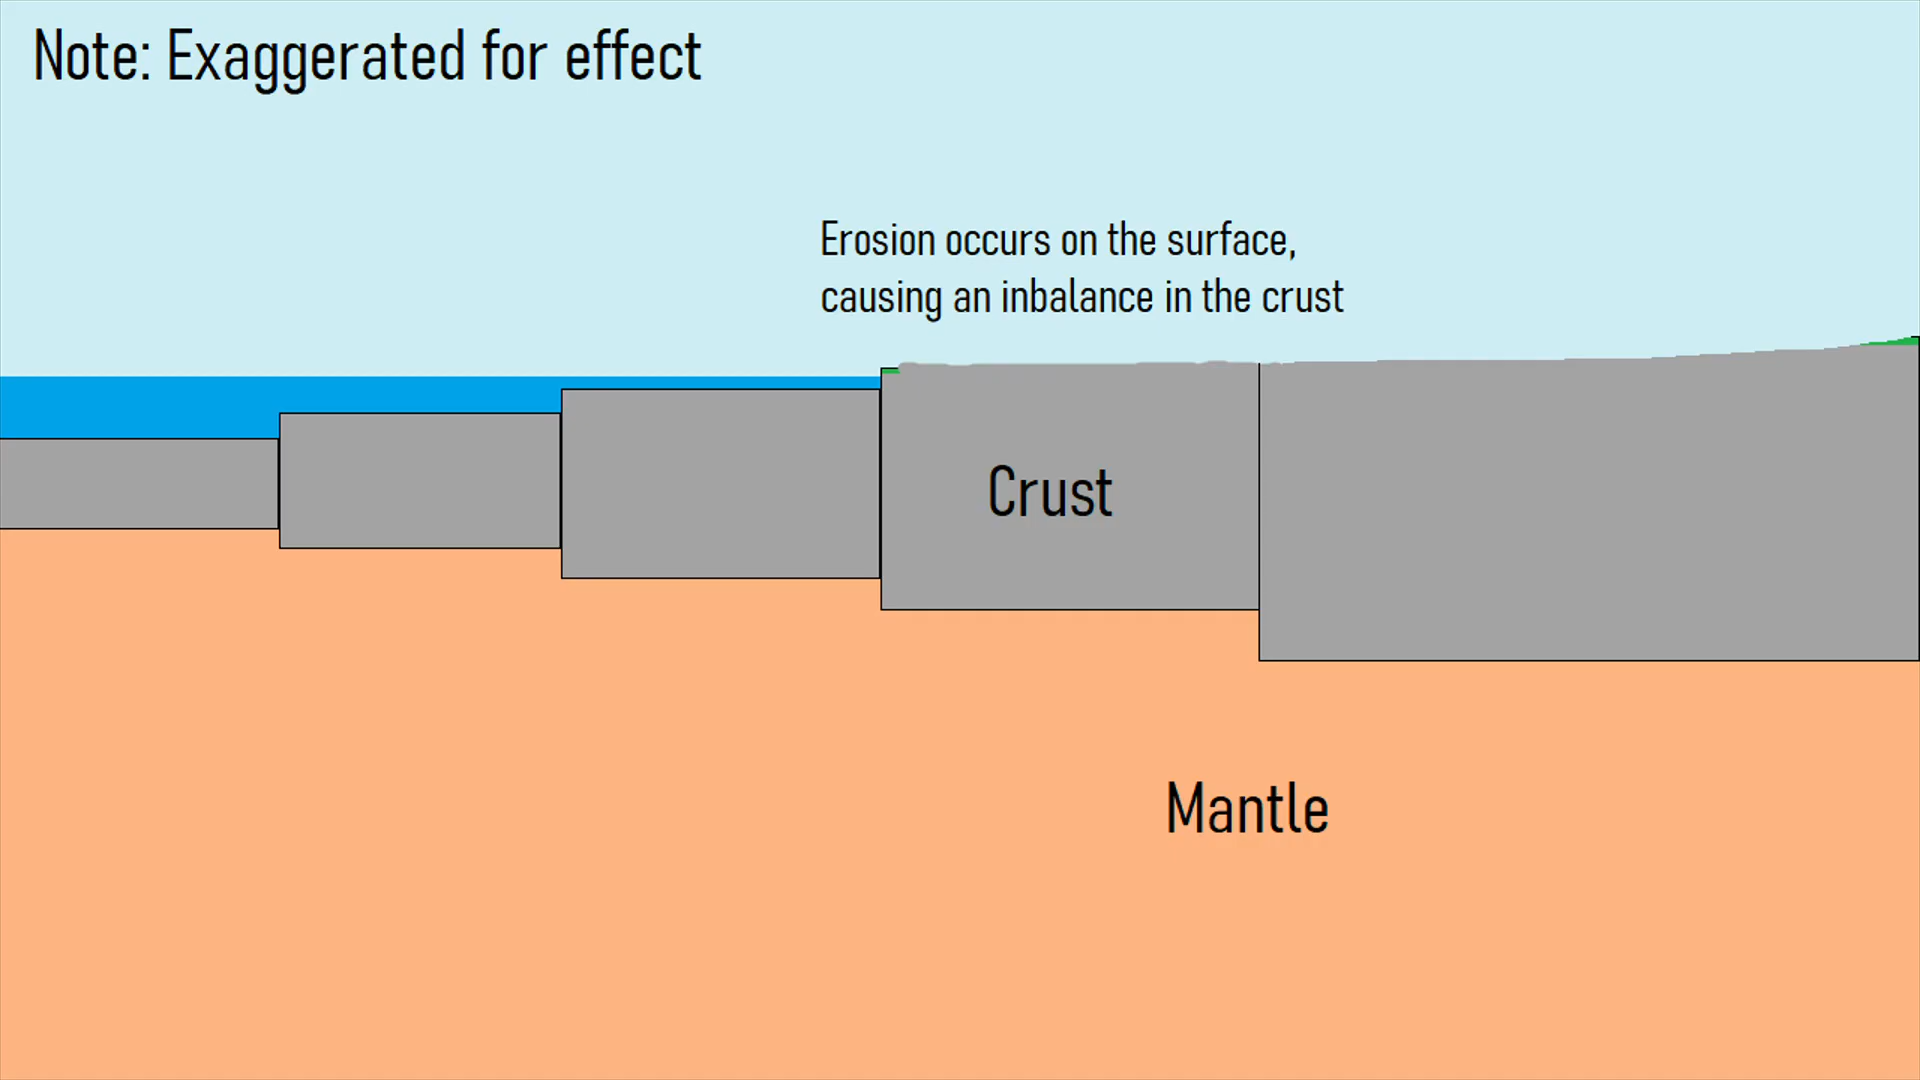 Note: Exaggerated for effect
Erosion occurs on the surface,
causing an inbalance in the crust
Crust
Mantle